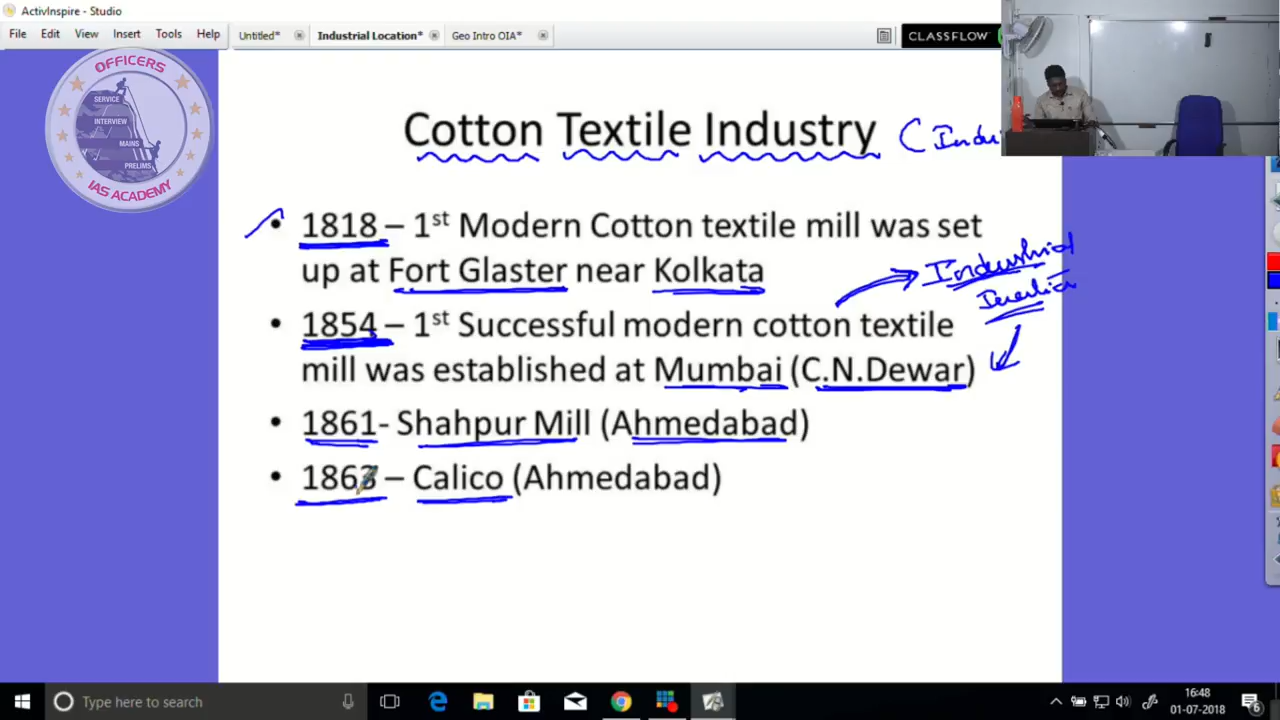 ActivInspire - Studio
File Edit View Insert Tools Help Untitled* Industrial Location* Geo Intro OIA* CLASSFLOW
OFFICERS
SERVICE
INTERVIEW
MAINS
PRELIMS
IAS ACADEMY
Cotton Textile Industry
• 1818 – 1st Modern Cotton textile mill was set
up at Fort Glaster near Kolkata
Industrial
Inertia
• 1854 – 1st Successful modern cotton textile
mill was established at Mumbai (C.N.Dewar)
• 1861- Shahpur Mill (Ahmedabad)
• 1863 – Calico (Ahmedabad)
Type here to search
16:48
01-07-2018
6